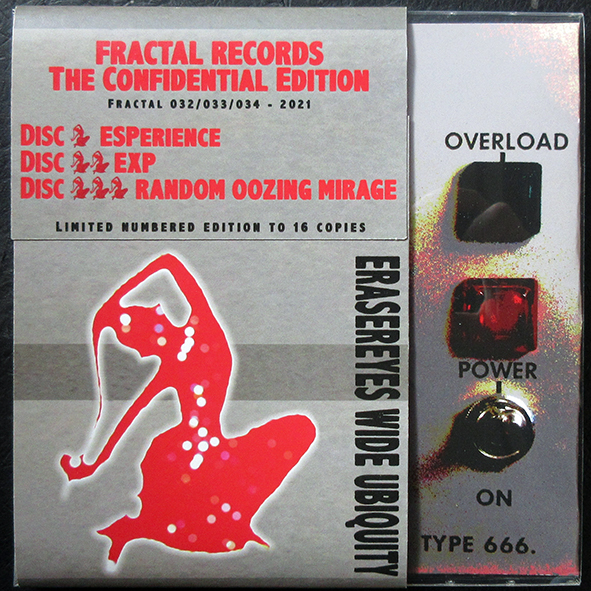 FRACTAL RECORDS
THE CONFIDENTIAL EDITION
FRACTAL 032/033/034 - 2021
DISC ESPERIENCE
DISC EXP
DISC RANDOM OOZING MIRAGE
LIMITED NUMBERED EDITION TO 16 COPIES
ERASEREYES WIDE UBIQUITY
OVERLOAD
POWER
ON
TYPE 666.